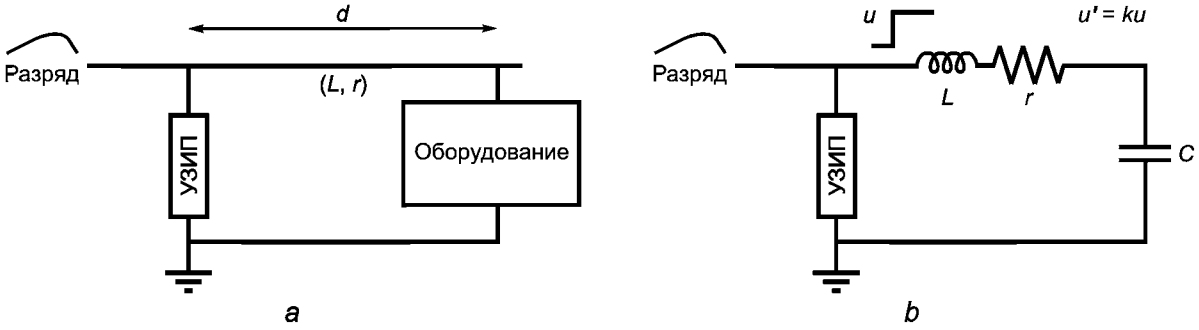 d
Разряд
(L, r)
УЗИП
Оборудование
a
u
u' = ku
Разряд
L
r
УЗИП
C
b